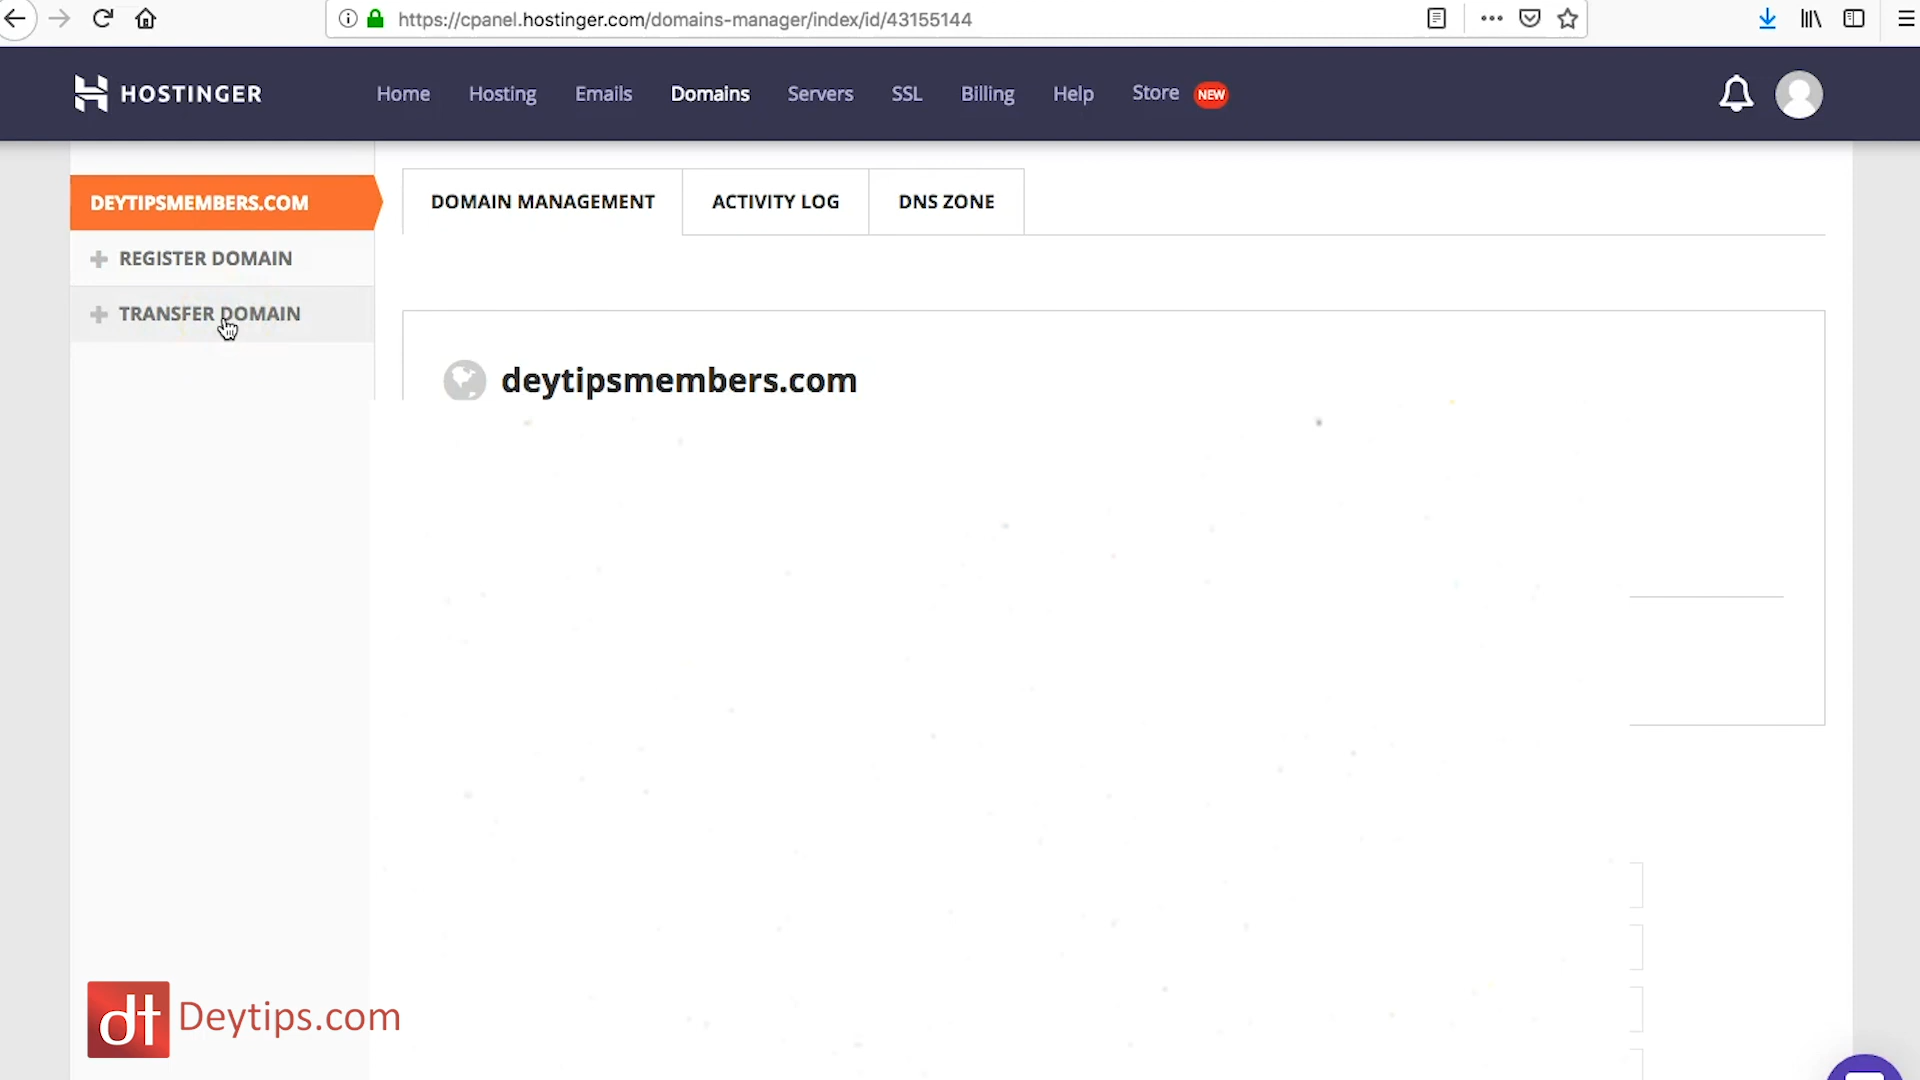 https://cpanel.hostinger.com/domains-manager/index/id/43155144
HOSTINGER
Home Hosting Emails Domains Servers SSL Billing Help Store NEW
DEYTIPSMEMBERS.COM
REGISTER DOMAIN
TRANSFER DOMAIN
DOMAIN MANAGEMENT ACTIVITY LOG DNS ZONE
deytipsmembers.com
dt Deytips.com